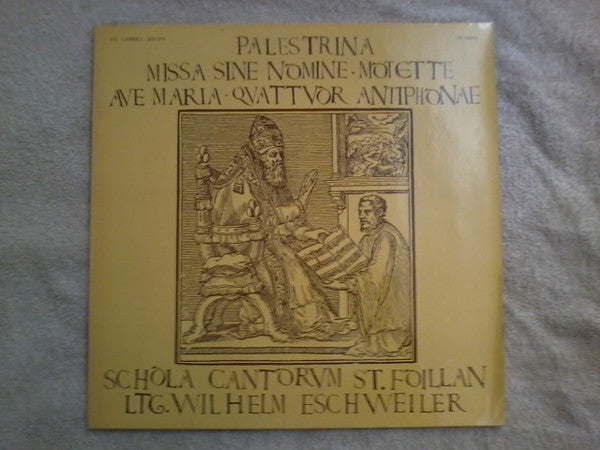 PALESTRINA
MISSA SINE NOMINE · MOTETTE
AVE MARIA · QVATTVOR ANTIPHONAE
SCHOLA CANTORVM ST. FOILLAN
LTG. WILHELM ESCHWEILER